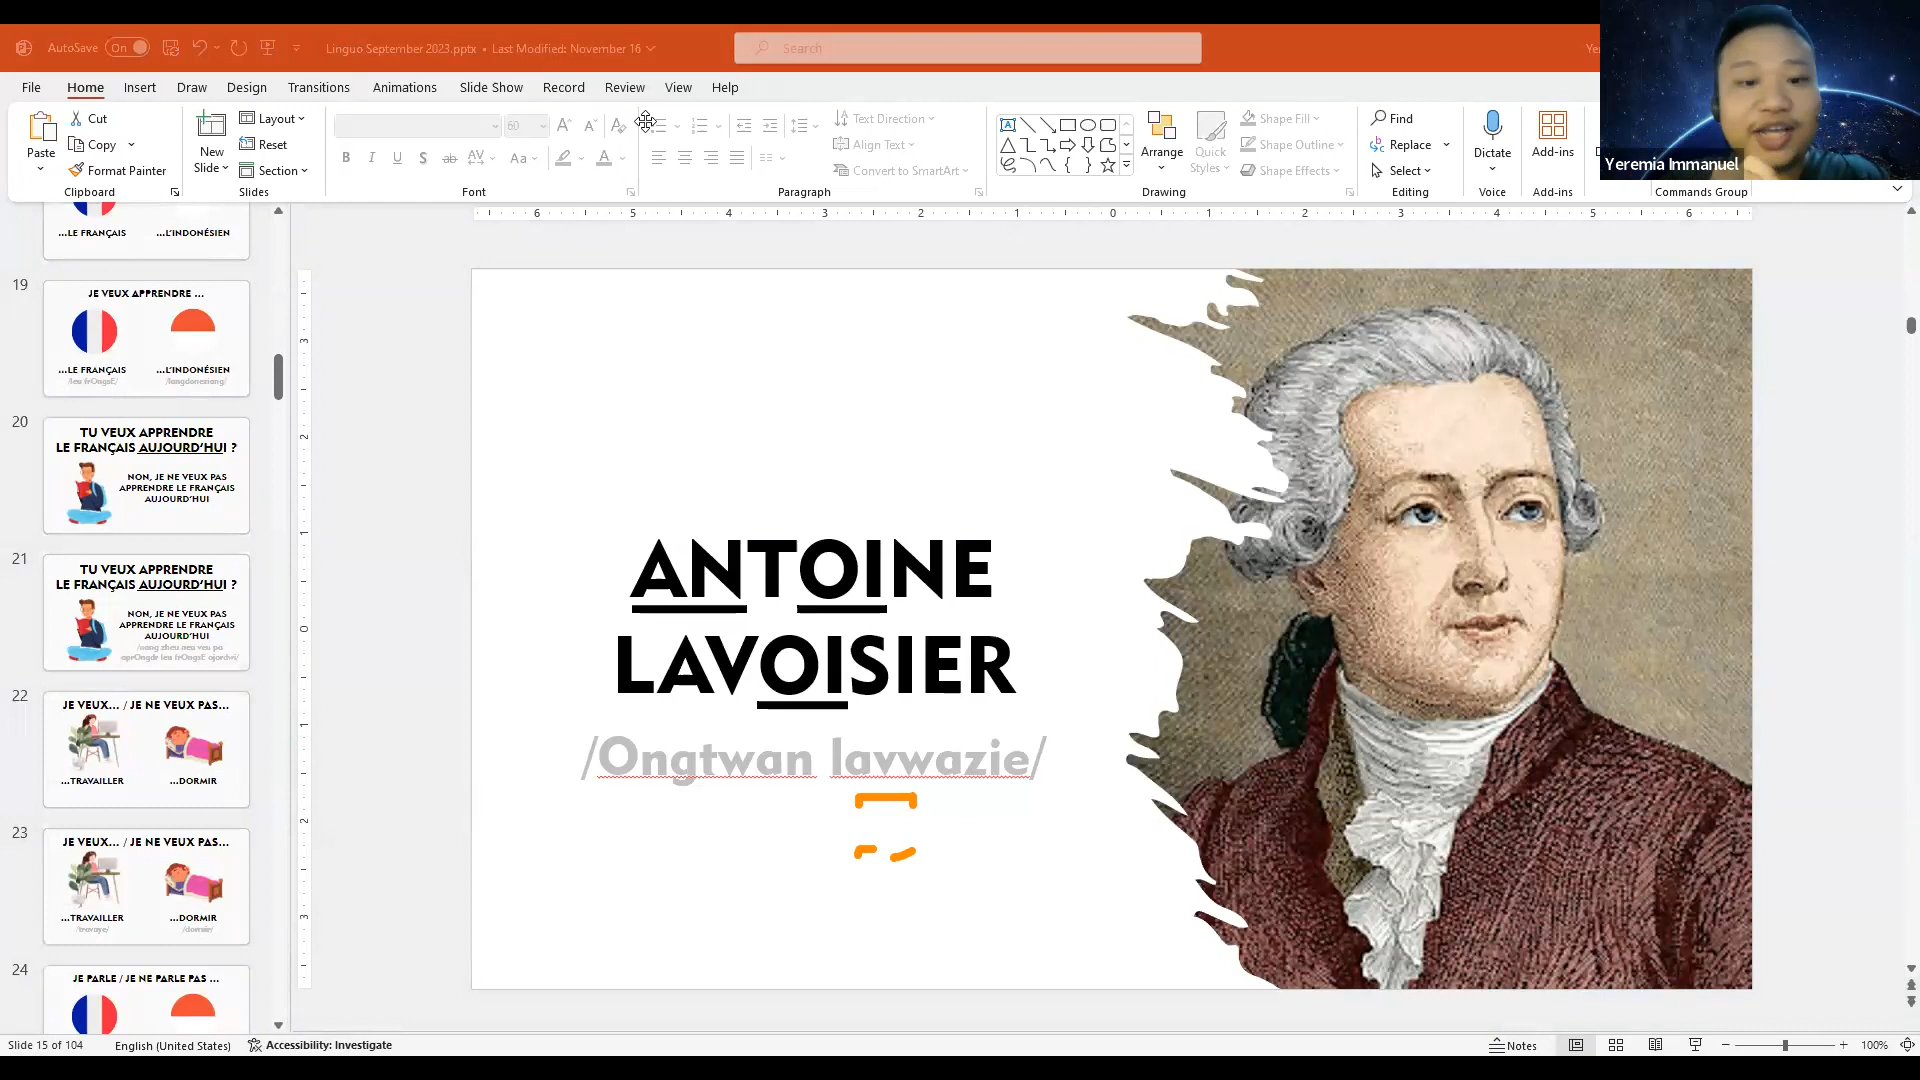 AutoSave On Linguo September 2023.pptx • Last Modified: November 16 Search
File Home Insert Draw Design Transitions Animations Slide Show Record Review View Help
Paste Cut Copy Format Painter Clipboard
New Slide Layout Reset Section Slides
60 Font
Paragraph Text Direction Align Text Convert to SmartArt
Arrange Quick Styles Shape Fill Shape Outline Shape Effects Drawing
Find Replace Select Editing
Dictate Voice
Add-ins Add-ins
Commands Group
Yeremia Immanuel
...LE FRANÇAIS ...L'INDONÉSIEN
19
JE VEUX APPRENDRE ...
...LE FRANÇAIS ...L'INDONÉSIEN
20
TU VEUX APPRENDRE
LE FRANÇAIS AUJOURD'HUI ?
NON, JE NE VEUX PAS
APPRENDRE LE FRANÇAIS
AUJOURD'HUI
21
TU VEUX APPRENDRE
LE FRANÇAIS AUJOURD'HUI ?
NON, JE NE VEUX PAS
APPRENDRE LE FRANÇAIS
AUJOURD'HUI
22
JE VEUX... / JE NE VEUX PAS...
...TRAVAILLER ...DORMIR
23
JE VEUX... / JE NE VEUX PAS...
...TRAVAILLER ...DORMIR
24
JE PARLE / JE NE PARLE PAS ...
ANTOINE
LAVOISIER
/Ongtwan lavwazie/
Slide 15 of 104 English (United States) Accessibility: Investigate Notes 100%